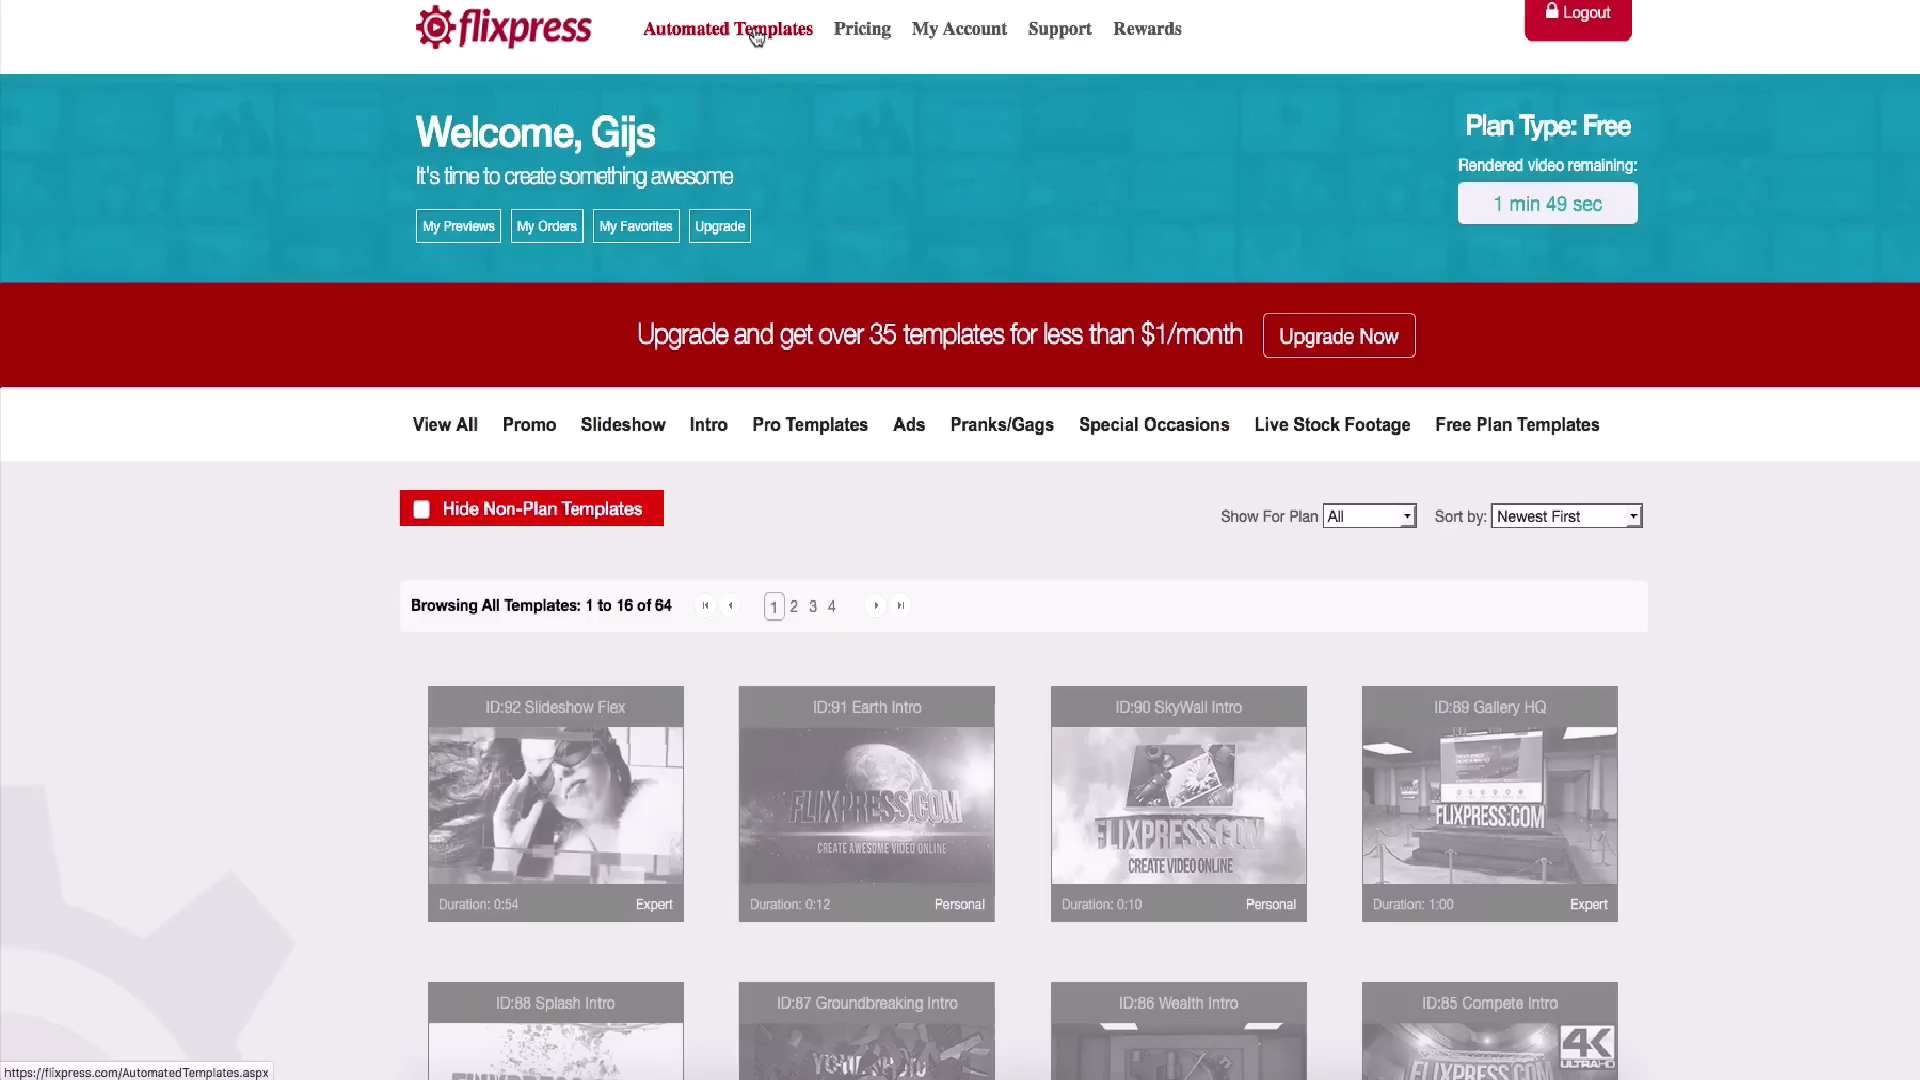 flixpress
Automated Templates
Pricing
My Account
Support
Rewards
Logout
Welcome, Gijs
It's time to create something awesome
My Previews
My Orders
My Favorites
Upgrade
Plan Type: Free
Rendered video remaining:
1 min 49 sec
Upgrade and get over 35 templates for less than $1/month
Upgrade Now
View All
Promo
Slideshow
Intro
Pro Templates
Ads
Pranks/Gags
Special Occasions
Live Stock Footage
Free Plan Templates
Hide Non-Plan Templates
Show For Plan
All
Sort by:
Newest First
Browsing All Templates: 1 to 16 of 64
1 2 3 4
ID:92 Slideshow Flex
ID:91 Earth Intro
ID:90 SkyWall Intro
ID:89 Gallery HQ
FLIXPRESS.COM
CREATE AWESOME VIDEO ONLINE
FLIXPRESS.COM
CREATE VIDEO ONLINE
FLIXPRESS.COM
Duration: 0:54
Expert
Duration: 0:12
Personal
Duration: 0:10
Personal
Duration: 1:00
Expert
ID:88 Splash Intro
ID:87 Groundbreaking Intro
ID:86 Wealth Intro
ID:85 Compete Intro
4K
ULTRA HD
FLIXPRESS.COM
https://flixpress.com/AutomatedTemplates.aspx